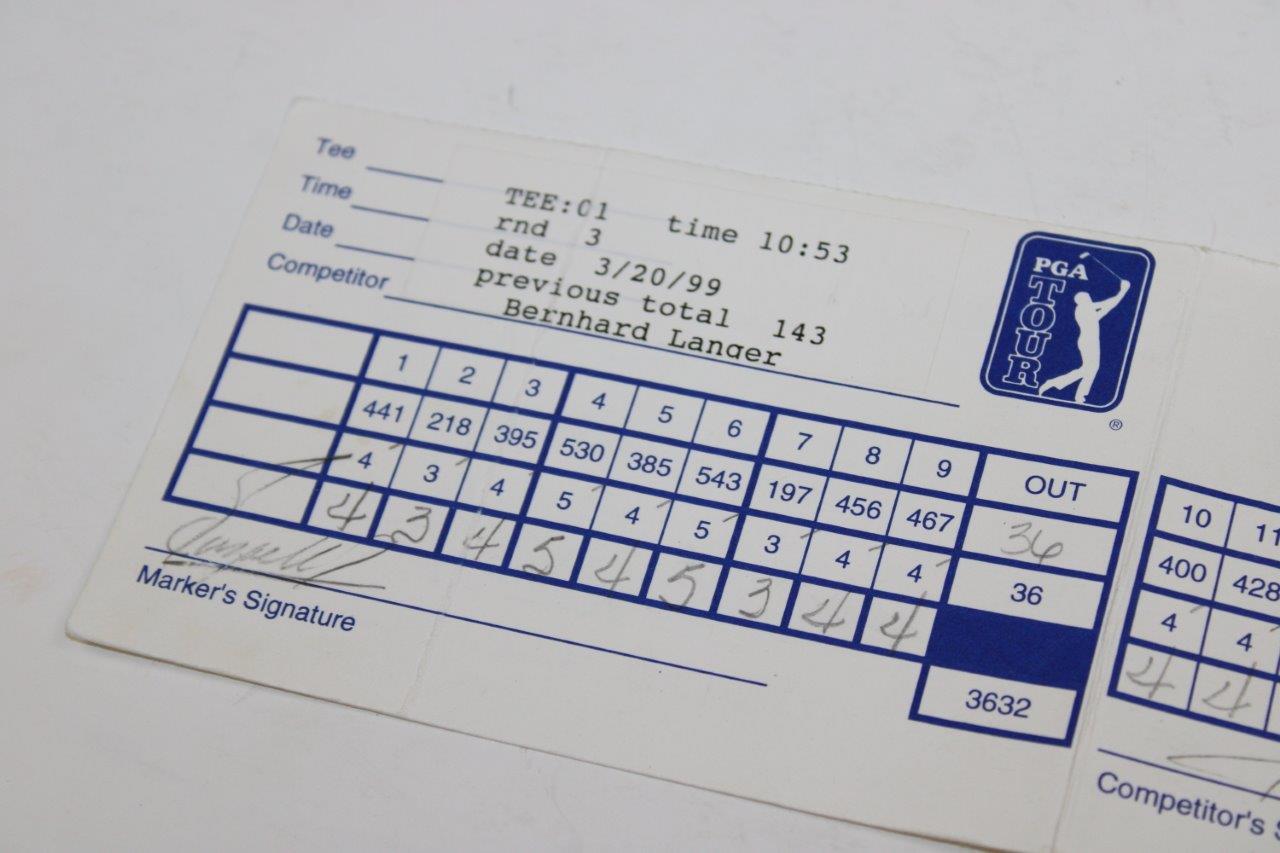 Tee
Time
Date
Competitor
TEE:01 time 10:53
rnd 3
date 3/20/99
previous total 143
Bernhard Langer
PGA
TOUR
®
1 2 3 4 5 6 7 8 9 OUT
441 218 395 530 385 543 197 456 467 36
4 3 4 5 4 5 3 4 4 36
4 3 4 5 4 5 3 4 4
3632
Marker's Signature
10 11
400 428
4 4
4 4
Competitor's